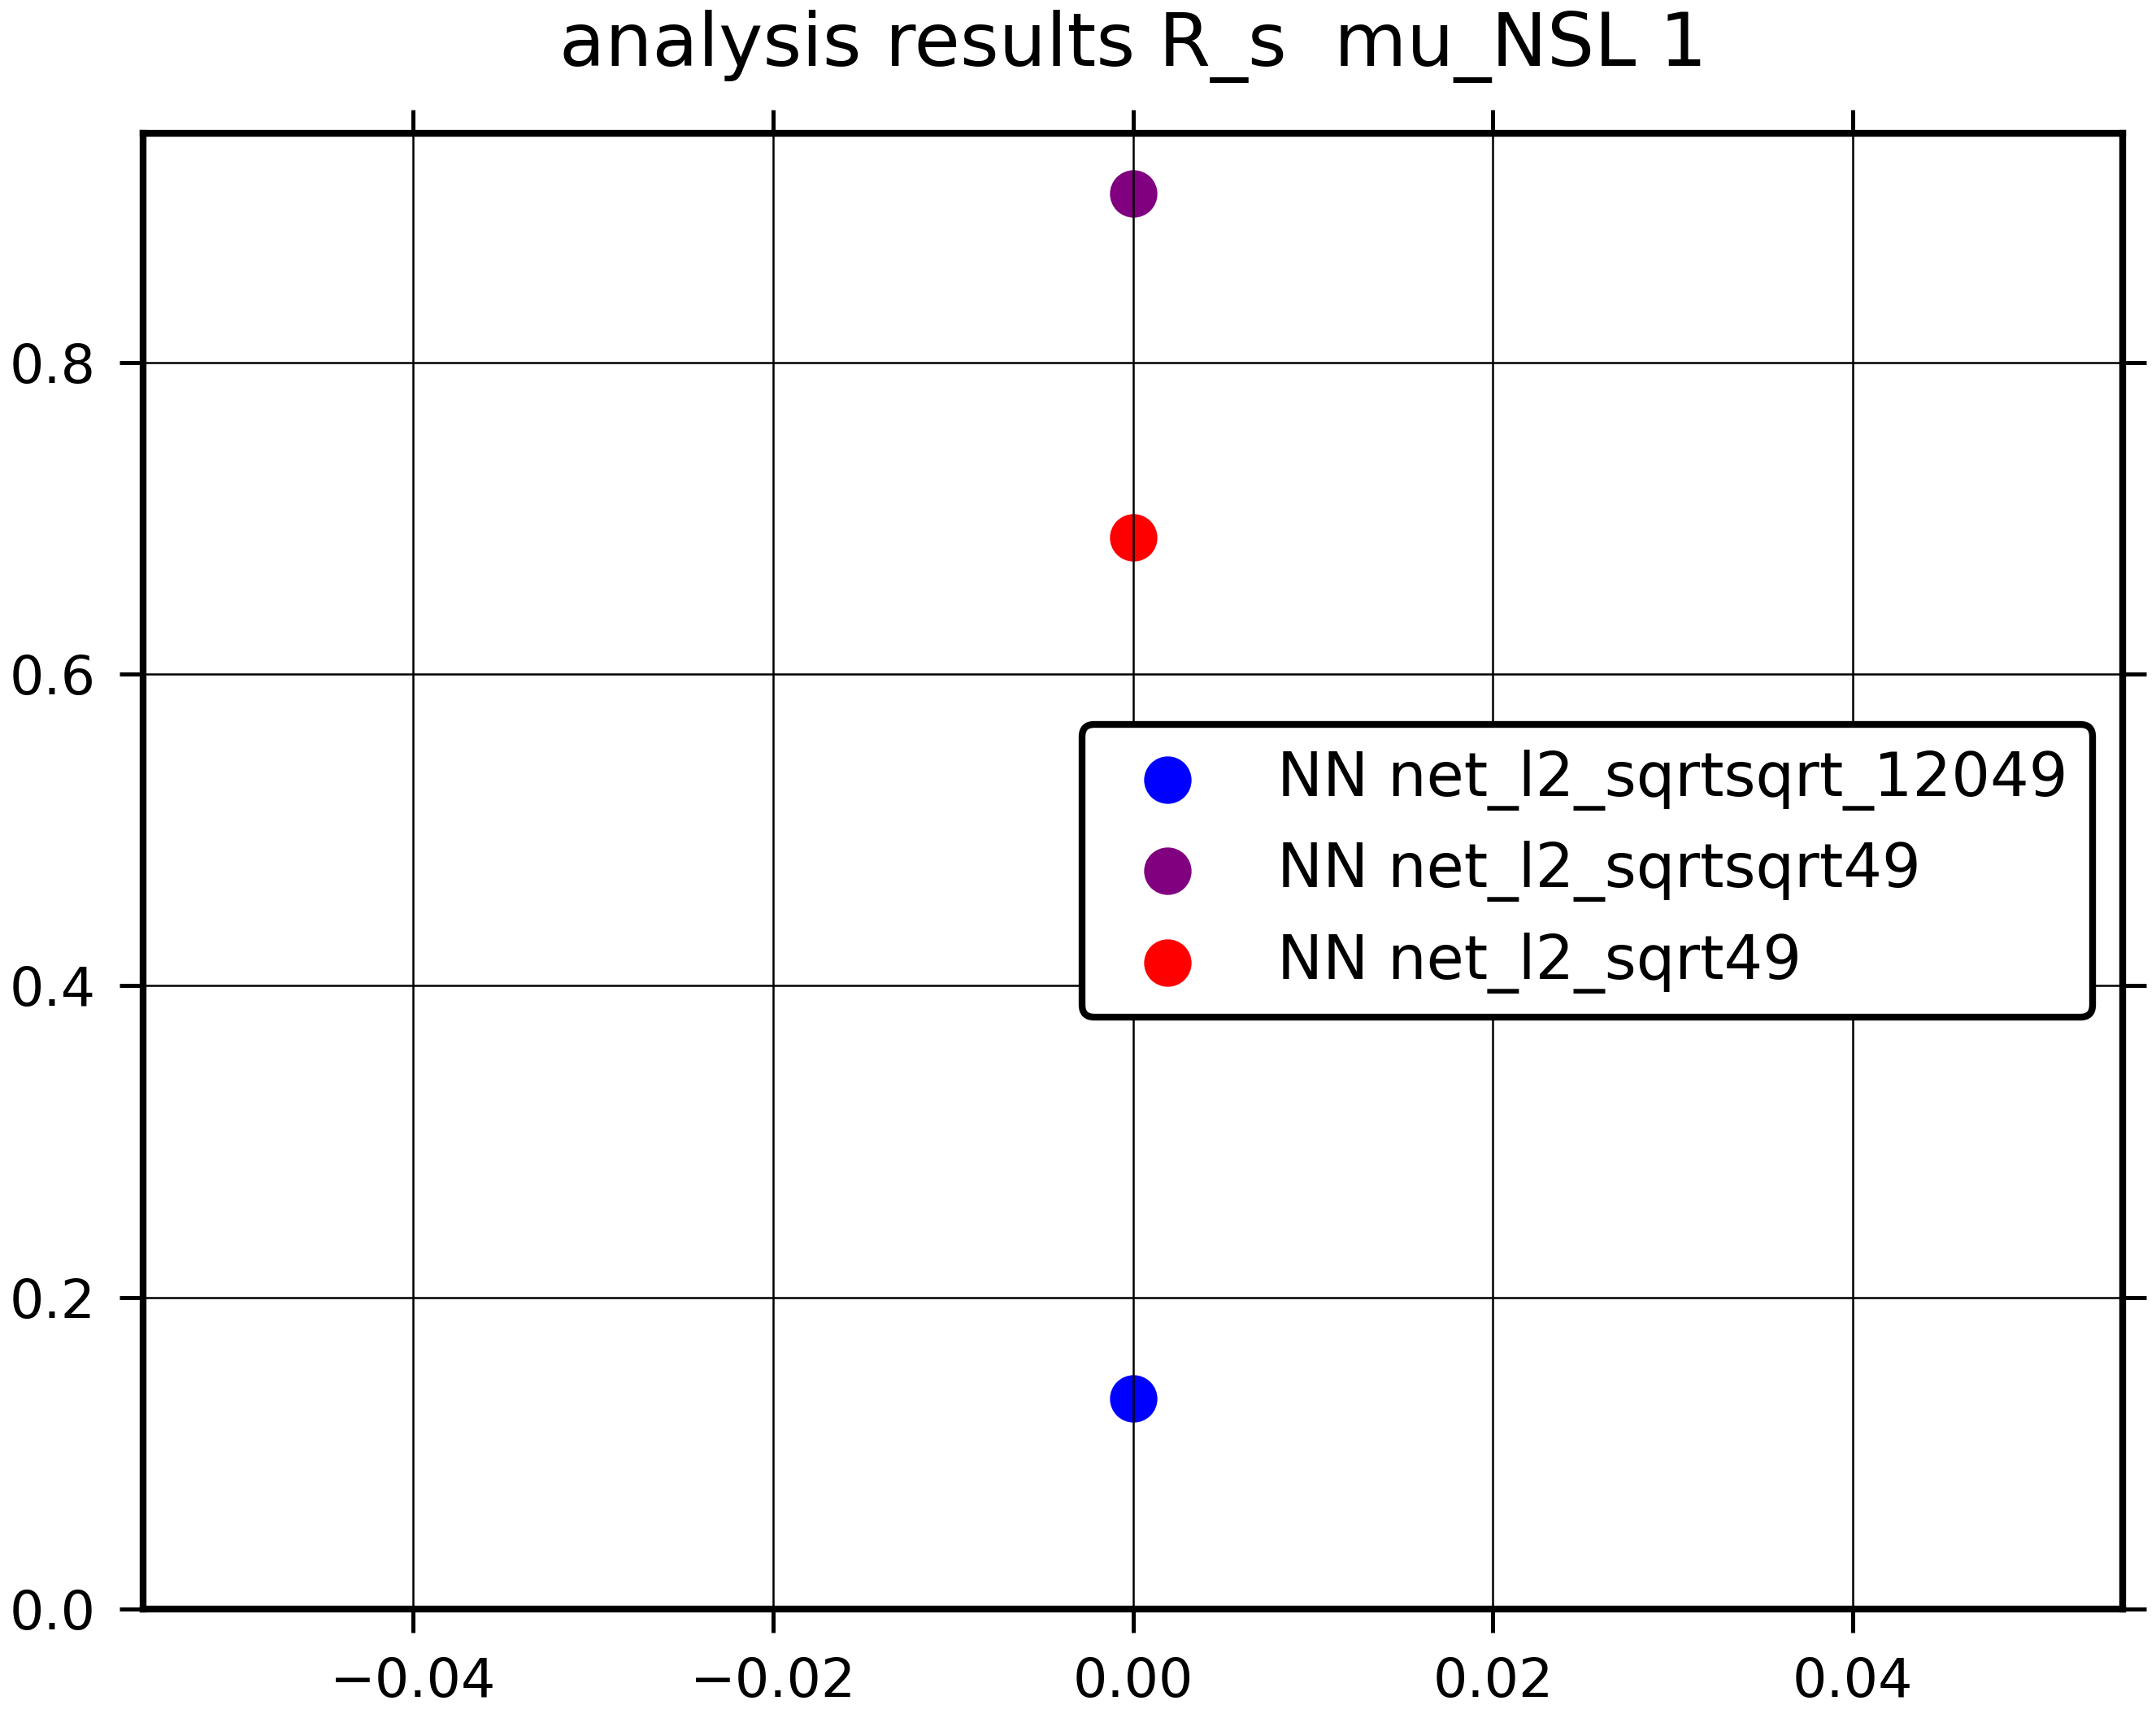 analysis results R_s  mu_NSL 1
0.8
0.6
0.4
0.2
0.0
NN net_l2_sqrtsqrt_12049
NN net_l2_sqrtsqrt49
NN net_l2_sqrt49
−0.04
−0.02
0.00
0.02
0.04